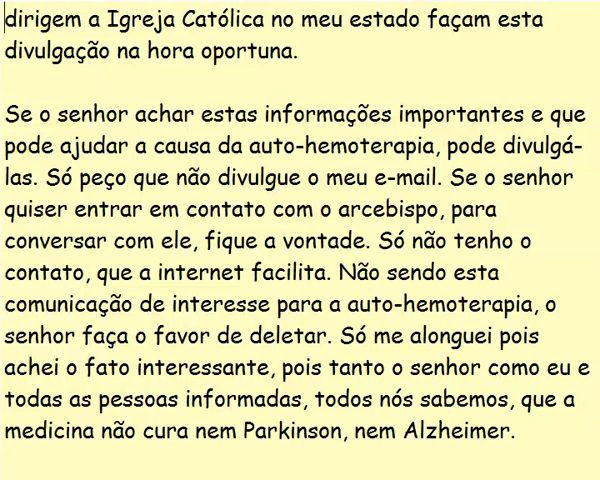 dirigem a Igreja Católica no meu estado façam esta
divulgação na hora oportuna.
Se o senhor achar estas informações importantes e que
pode ajudar a causa da auto-hemoterapia, pode divulgá-
las. Só peço que não divulgue o meu e-mail. Se o senhor
quiser entrar em contato com o arcebispo, para
conversar com ele, fique a vontade. Só não tenho o
contato, que a internet facilita. Não sendo esta
comunicação de interesse para a auto-hemoterapia, o
senhor faça o favor de deletar. Só me alonguei pois
achei o fato interessante, pois tanto o senhor como eu e
todas as pessoas informadas, todos nós sabemos, que a
medicina não cura nem Parkinson, nem Alzheimer.